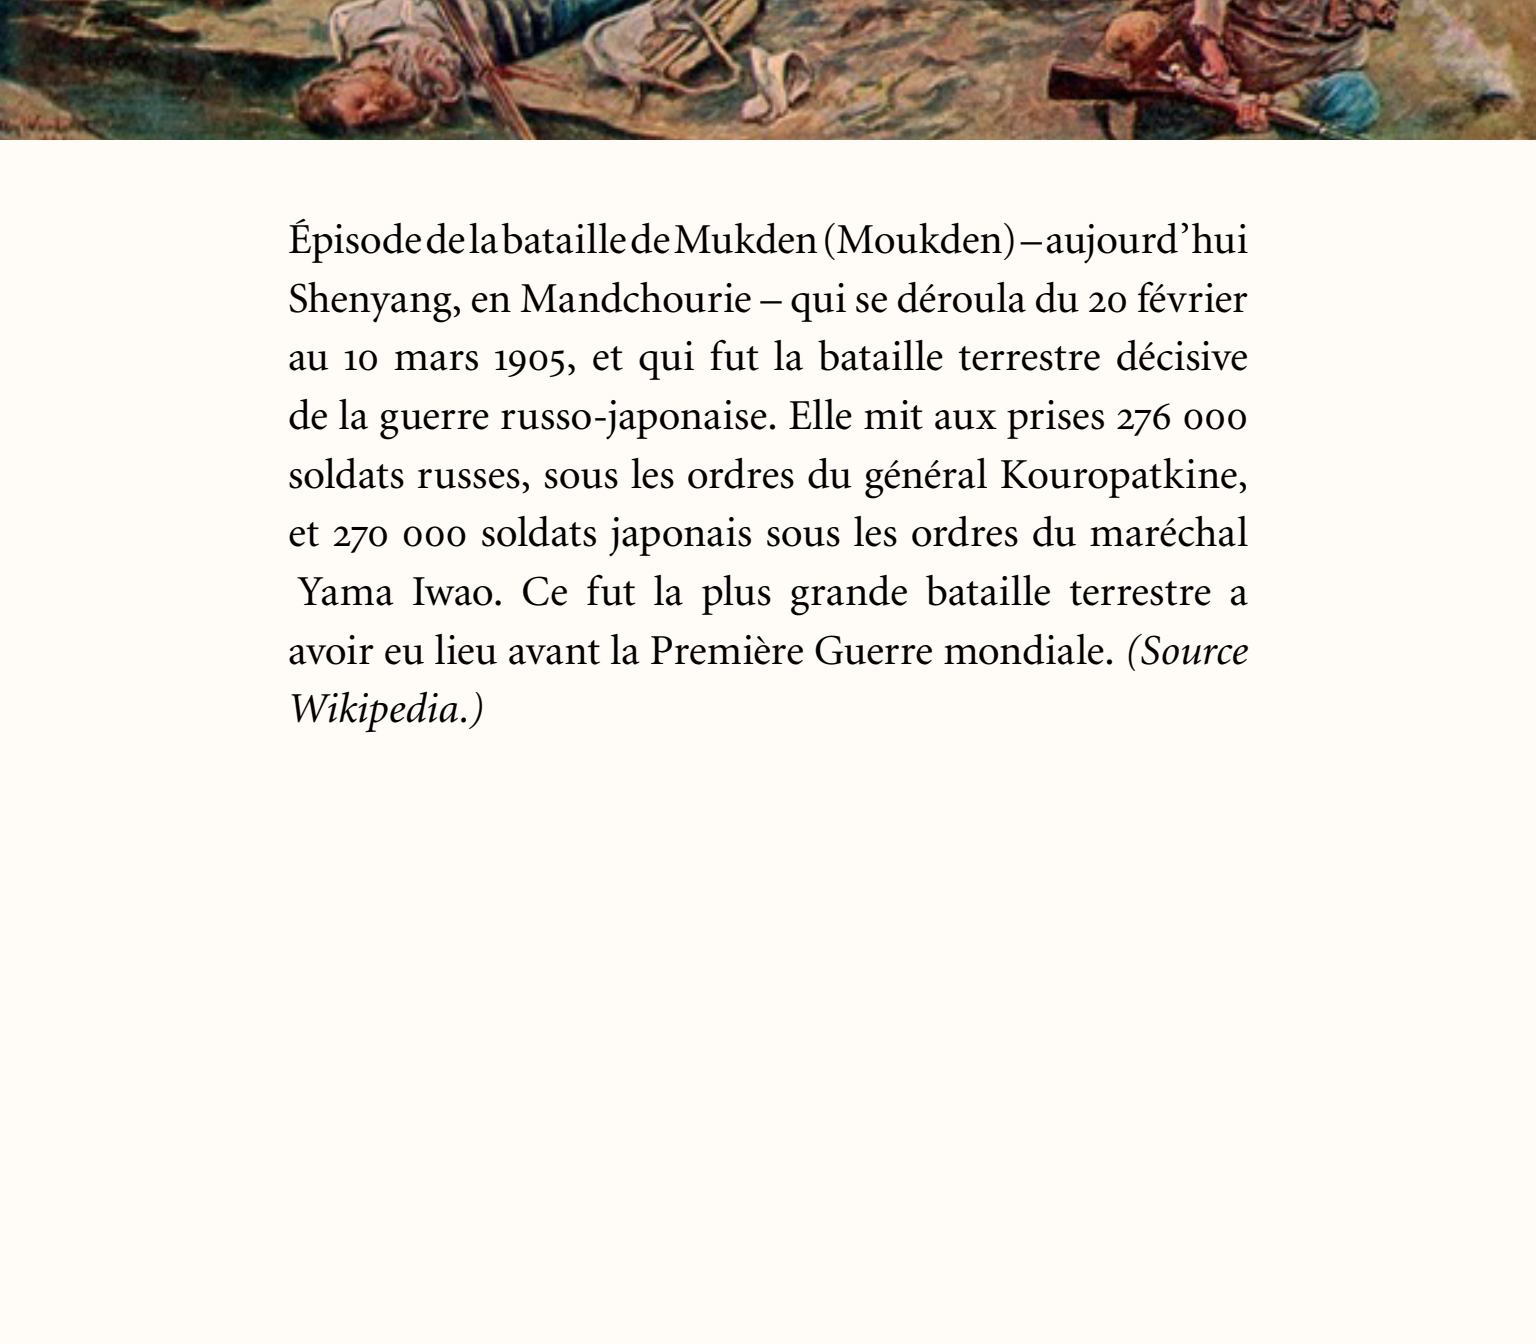 Épisode de la bataille de Mukden (Moukden) – aujourd’hui
Shenyang, en Mandchourie – qui se déroula du 20 février
au 10 mars 1905, et qui fut la bataille terrestre décisive
de la guerre russo-japonaise. Elle mit aux prises 276 000
soldats russes, sous les ordres du général Kouropatkine,
et 270 000 soldats japonais sous les ordres du maréchal
Yama Iwao. Ce fut la plus grande bataille terrestre a
avoir eu lieu avant la Première Guerre mondiale. (Source
Wikipedia.)